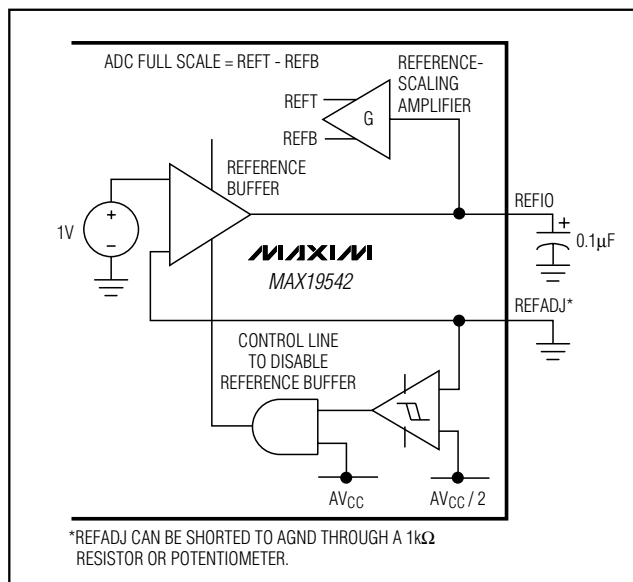 ADC FULL SCALE = REFT - REFB
REFERENCE-
SCALING
AMPLIFIER
REFT
G
REFB
REFERENCE
BUFFER
1V
+
−
REFIO
+
0.1µF
MAXIM
MAX19542
REFADJ*
CONTROL LINE
TO DISABLE
REFERENCE BUFFER
AVCC
AVCC / 2
*REFADJ CAN BE SHORTED TO AGND THROUGH A 1kΩ
RESISTOR OR POTENTIOMETER.